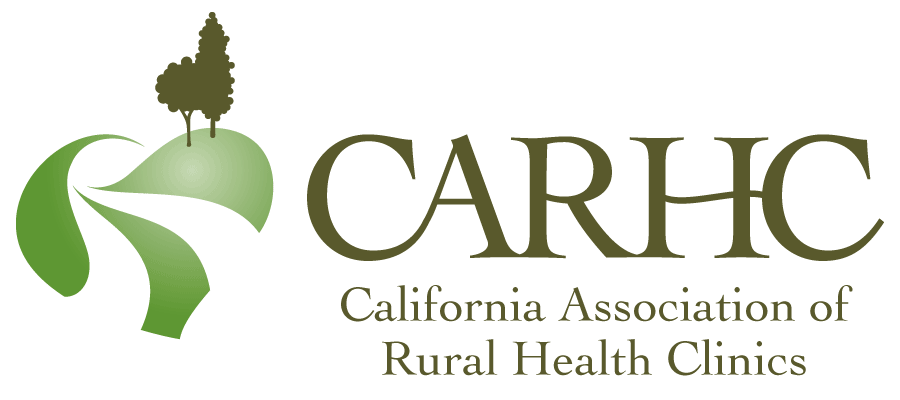 CARHC
California Association of
Rural Health Clinics